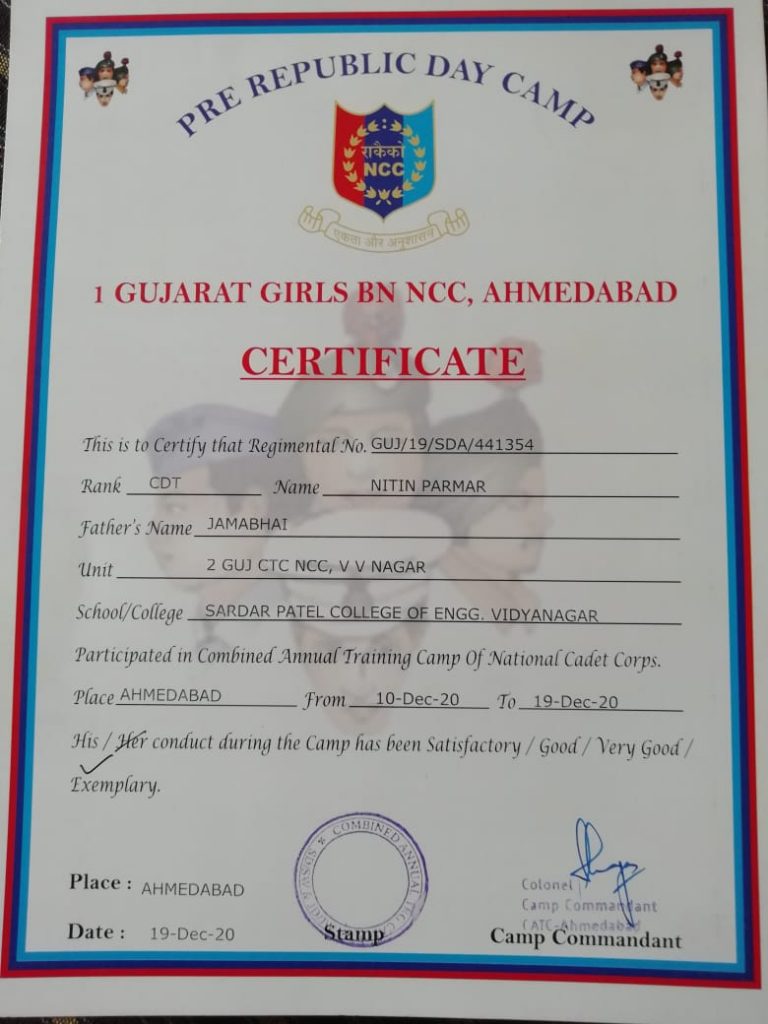 PRE REPUBLIC DAY CAMP
राकैको
NCC
एकता और अनुशासन
1 GUJARAT GIRLS BN NCC, AHMEDABAD
CERTIFICATE
This is to Certify that Regimental No. GUJ/19/SDA/441354
Rank CDT Name NITIN PARMAR
Father's Name JAMABHAI
Unit 2 GUJ CTC NCC, V V NAGAR
School/College SARDAR PATEL COLLEGE OF ENGG. VIDYANAGAR
Participated in Combined Annual Training Camp Of National Cadet Corps.
Place AHMEDABAD From 10-Dec-20 To 19-Dec-20
His / Her conduct during the Camp has been Satisfactory / Good / Very Good /
Exemplary.
COMBINED ANNUAL
Colonel
Camp Commandant
CATC-Ahmedabad
Place : AHMEDABAD
Date : 19-Dec-20
Stamp
Camp Commandant